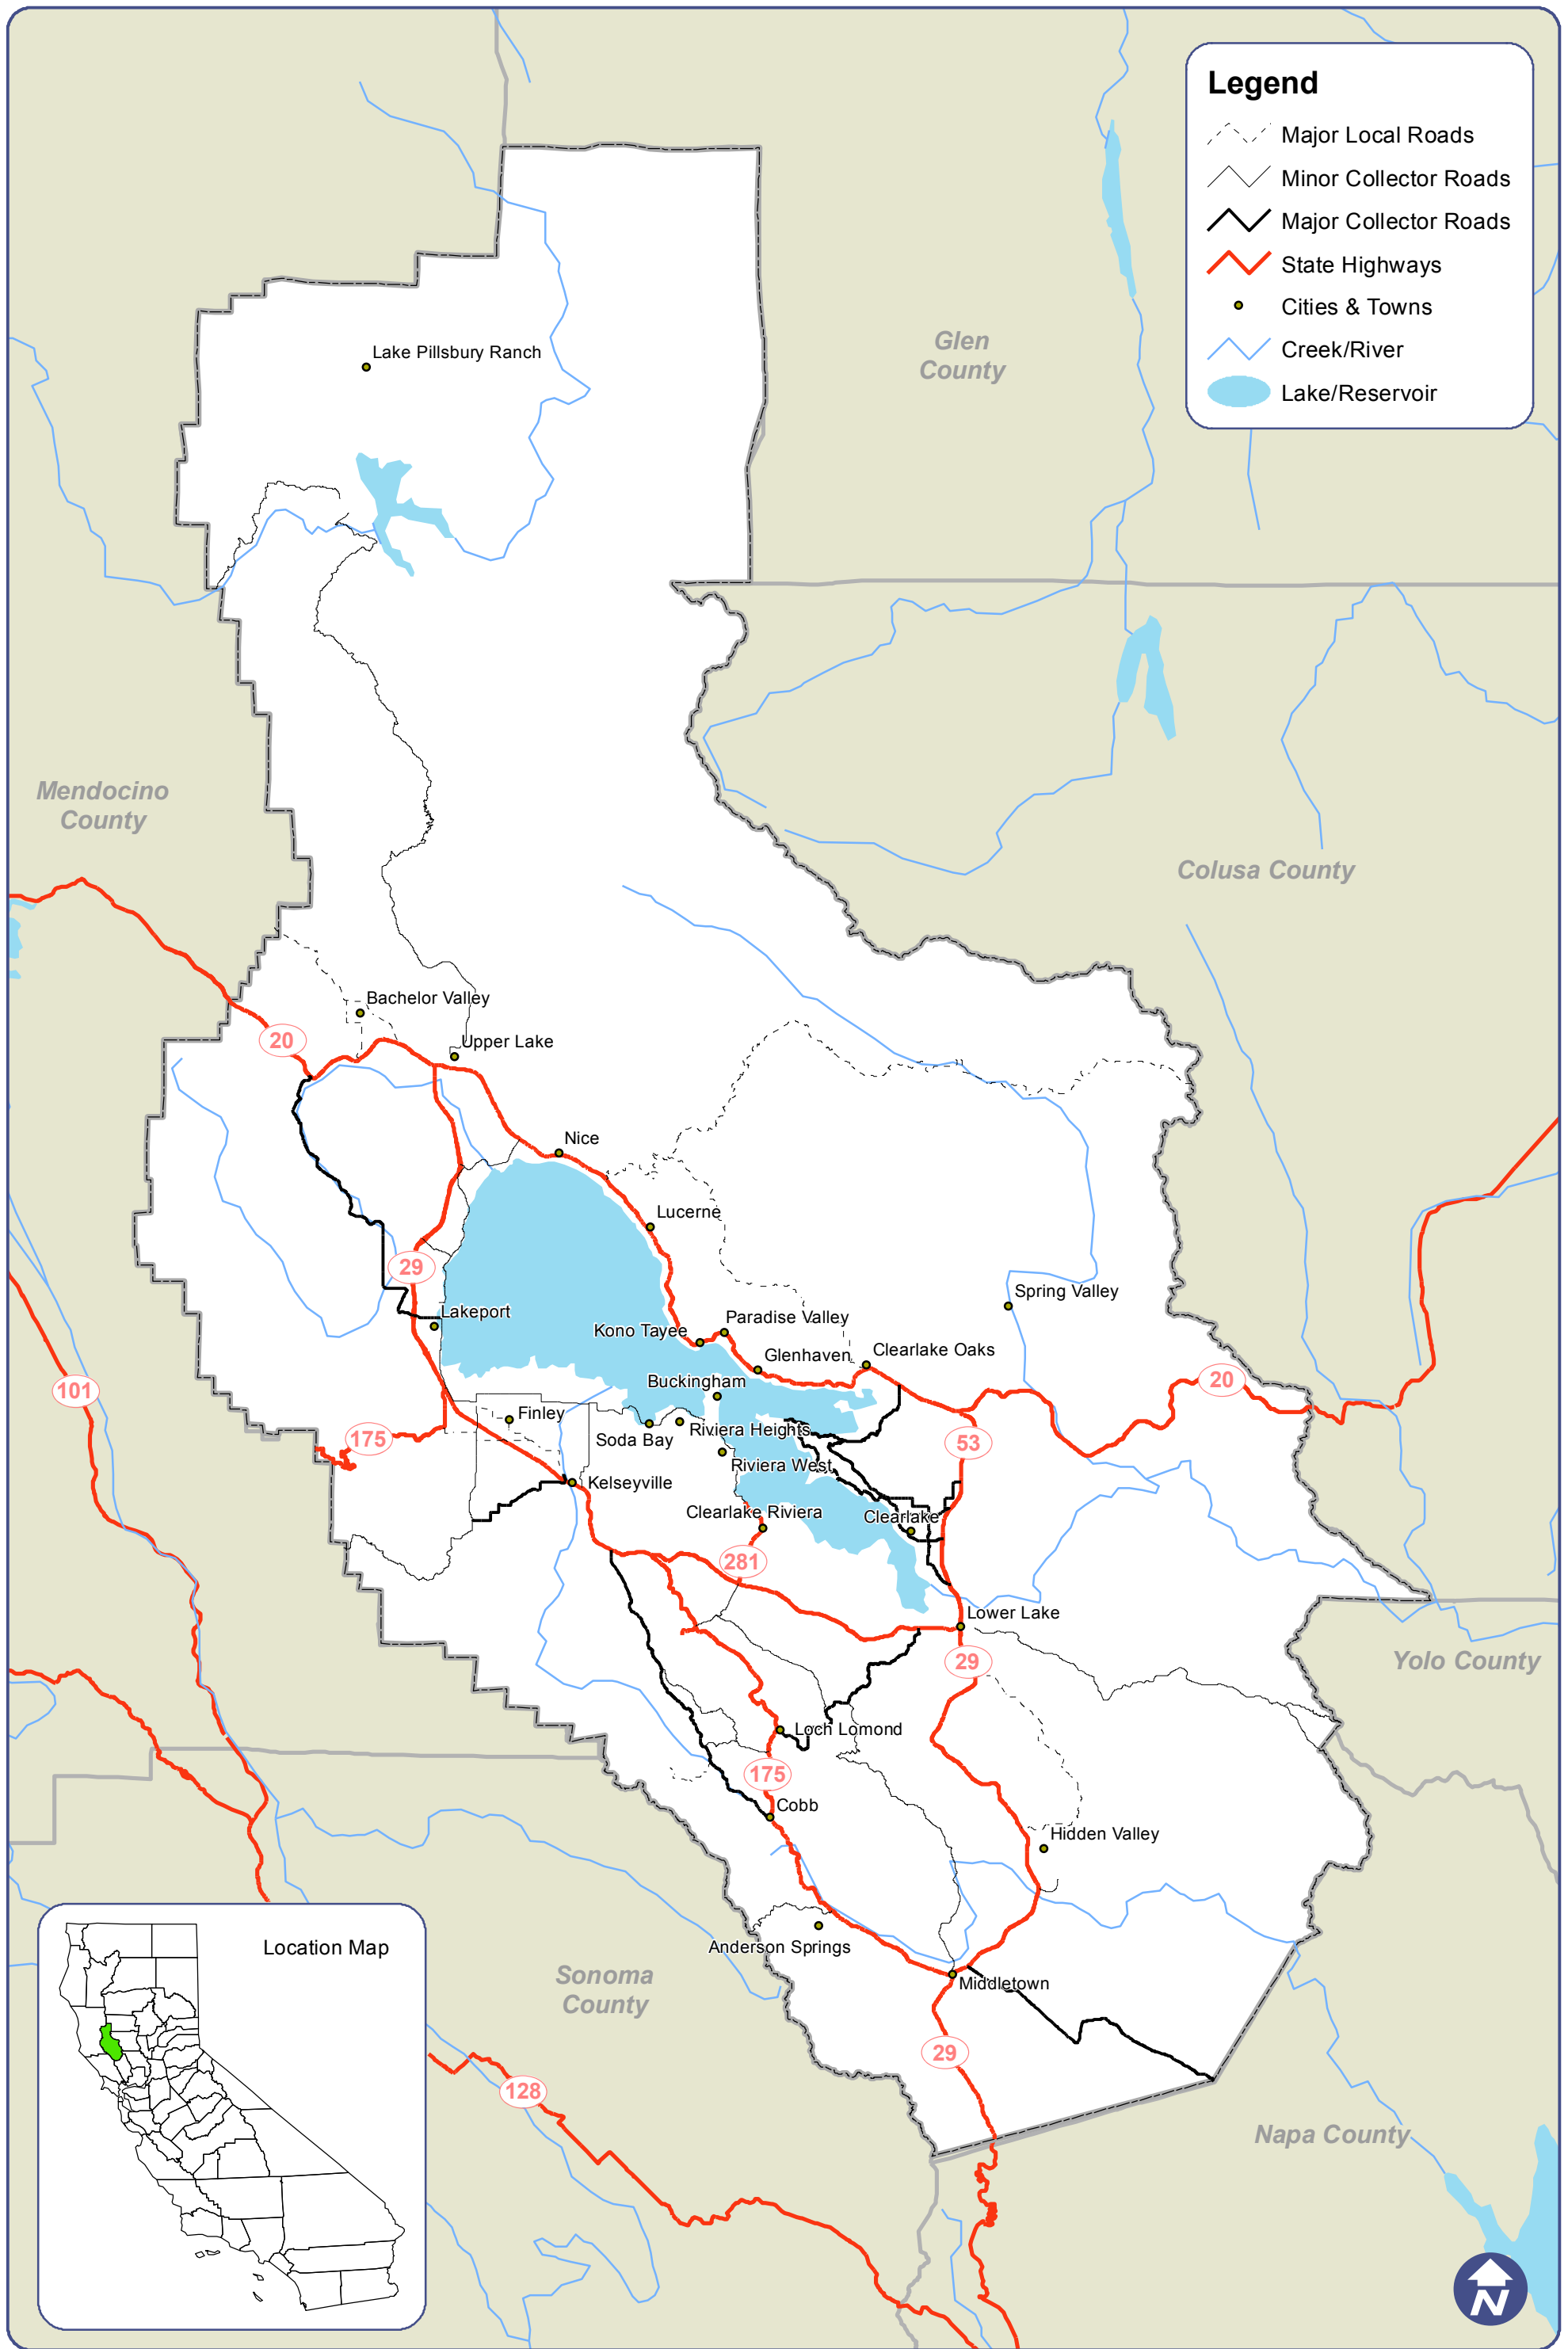 Legend
Major Local Roads
Minor Collector Roads
Major Collector Roads
State Highways
Cities & Towns
Creek/River
Lake/Reservoir
Glen
County
Lake Pillsbury Ranch
Mendocino
County
Colusa County
Bachelor Valley
20
Upper Lake
Nice
Lucerne
29
Spring Valley
Lakeport
Paradise Valley
Kono Tayee
Glenhaven
Clearlake Oaks
Buckingham
20
101
Finley
Soda Bay
Riviera Heights
175
53
Riviera West
Kelseyville
Clearlake Riviera
Clearlake
281
Lower Lake
29
Yolo County
Loch Lomond
175
Cobb
Hidden Valley
Anderson Springs
Location Map
Sonoma
County
Middletown
29
128
Napa County
N